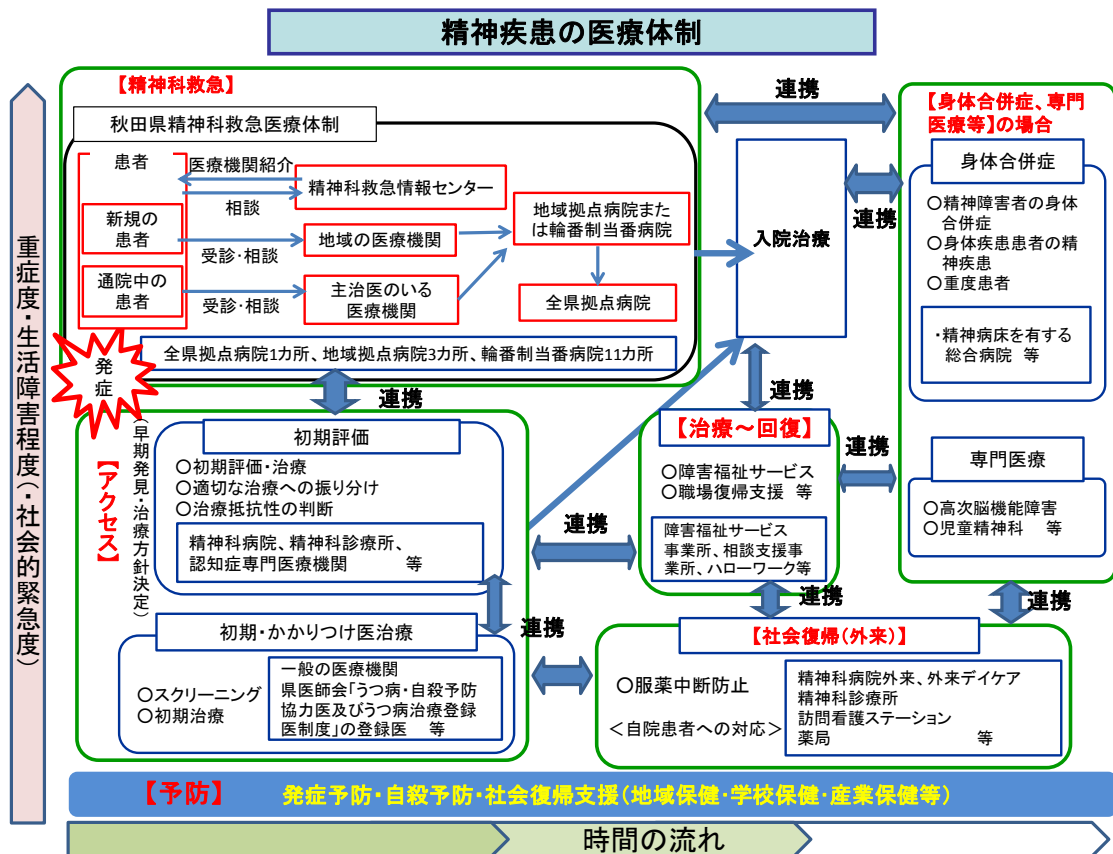 精神疾患の医療体制
重症度・生活障害程度(・社会的緊急度)
【精神科救急】
秋田県精神科救急医療体制
患者
医療機関紹介
相談
精神科救急情報センター
新規の
患者
受診・相談
地域の医療機関
通院中の
患者
受診・相談
主治医のいる
医療機関
地域拠点病院また
は輪番制当番病院
全県拠点病院
全県拠点病院1カ所、地域拠点病院3カ所、輪番制当番病院11カ所
発症
連携
入院治療
連携
連携
【身体合併症、専門
医療等】の場合
身体合併症
○精神障害者の身体
合併症
○身体疾患患者の精
神疾患
○重度患者
・精神病床を有する
総合病院 等
専門医療
○高次脳機能障害
○児童精神科 等
【アクセス】
(早期発見・治療方針決定)
初期評価
○初期評価・治療
○適切な治療への振り分け
○治療抵抗性の判断
精神科病院、精神科診療所、
認知症専門医療機関 等
連携
初期・かかりつけ医治療
○スクリーニング
○初期治療
一般の医療機関
県医師会「うつ病・自殺予防
協力医及びうつ病治療登録
医制度」の登録医 等
連携
連携
【治療～回復】
○障害福祉サービス
○職場復帰支援 等
障害福祉サービス
事業所、相談支援事
業所、ハローワーク等
連携
連携
連携
【社会復帰(外来)】
○服薬中断防止
<自院患者への対応>
精神科病院外来、外来デイケア
精神科診療所
訪問看護ステーション
薬局 等
【予防】 発症予防・自殺予防・社会復帰支援(地域保健・学校保健・産業保健等)
時間の流れ